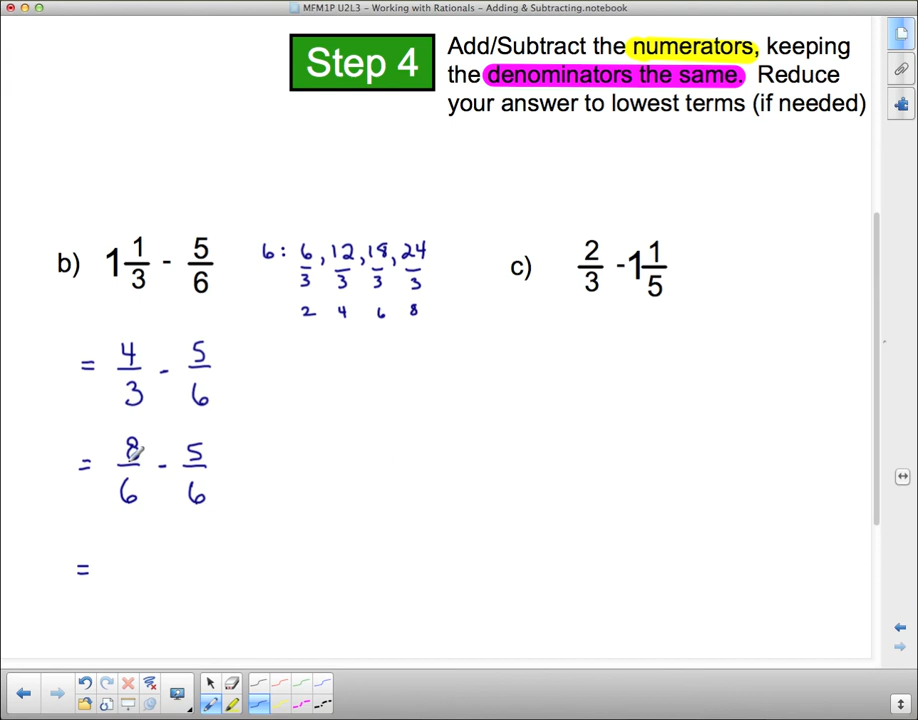 MFM1P U2L3 - Working with Rationals - Adding & Subtracting.notebook
Step 4
Add/Subtract the numerators, keeping
the denominators the same. Reduce
your answer to lowest terms (if needed)
b) 1 1/3 - 5/6
6: 6/3, 12/3, 18/3, 24/3
2 4 6 8
c) 2/3 - 1 1/5
= 4/3 - 5/6
= 8/6 - 5/6
=